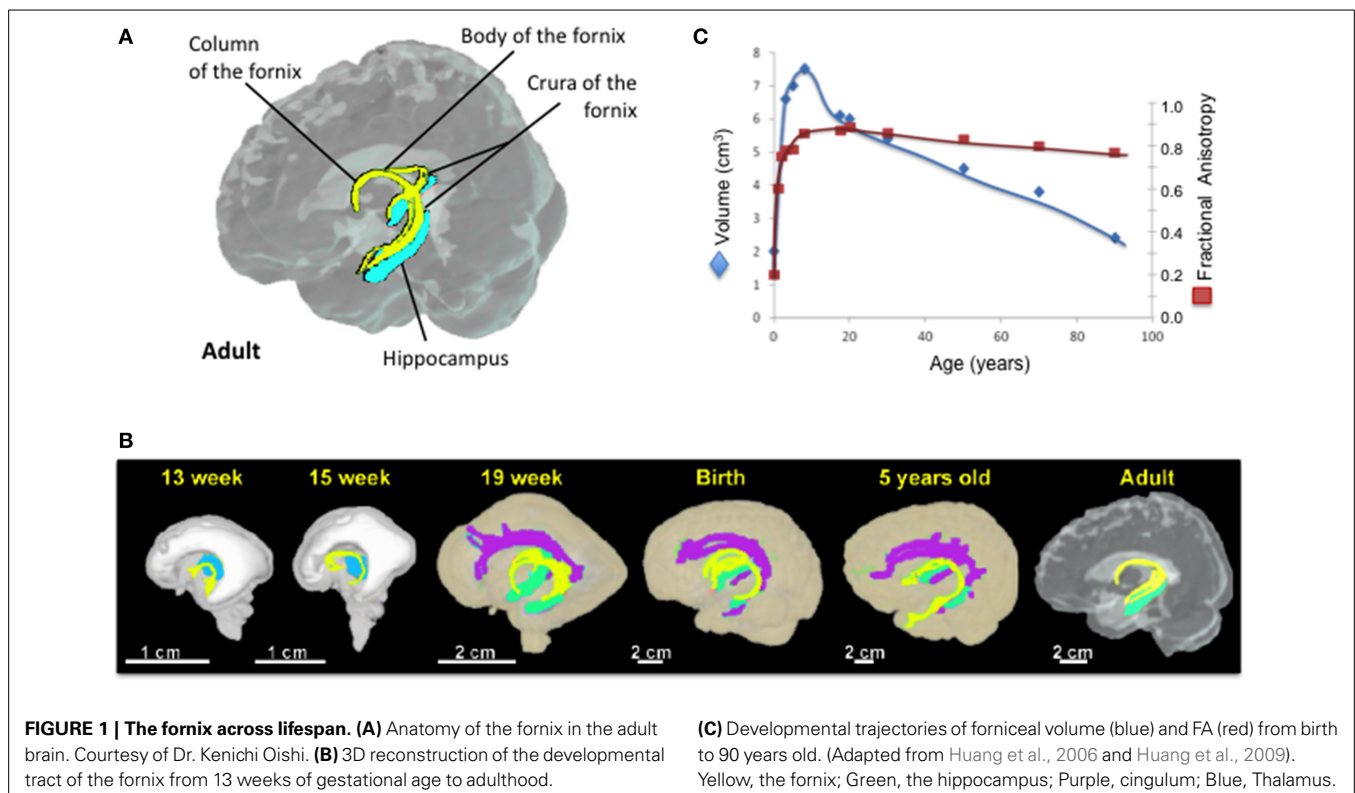 A
Column
of the fornix
Body of the fornix
Crura of the
fornix
Adult
Hippocampus
C
8
7
6
5
4
3
2
1
0
Volume (cm³)
0
20
40
60
80
100
Age (years)
1.0
0.8
0.6
0.4
0.2
0.0
Fractional Anisotropy
B
13 week
15 week
19 week
Birth
5 years old
Adult
1 cm
1 cm
2 cm
2 cm
2 cm
2 cm
FIGURE 1 | The fornix across lifespan. (A) Anatomy of the fornix in the adult
brain. Courtesy of Dr. Kenichi Oishi. (B) 3D reconstruction of the developmental
tract of the fornix from 13 weeks of gestational age to adulthood.
(C) Developmental trajectories of forniceal volume (blue) and FA (red) from birth
to 90 years old. (Adapted from Huang et al., 2006 and Huang et al., 2009).
Yellow, the fornix; Green, the hippocampus; Purple, cingulum; Blue, Thalamus.